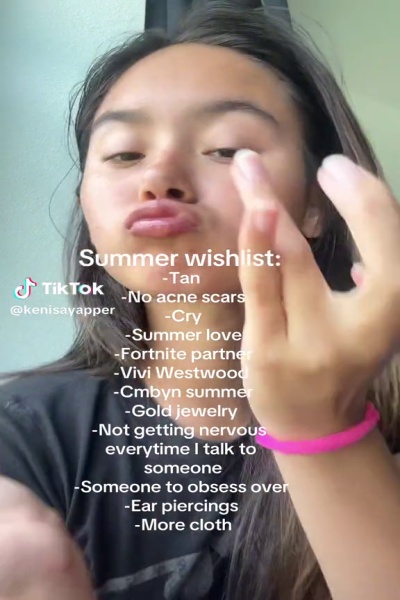 Summer wishlist:
-Tan
TikTok
-No acne scars
@kenisayapper
-Cry
-Summer love
-Fortnite partner
-Vivi Westwood
-Cmbyn summer
-Gold jewelry
-Not getting nervous
everytime I talk to
someone
-Someone to obsess over
-Ear piercings
-More cloth